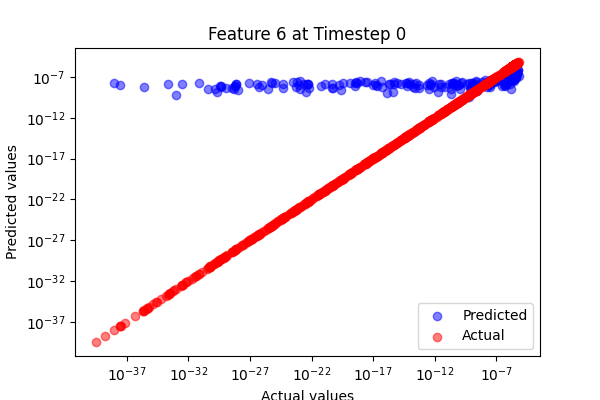 Feature 6 at Timestep 0
Predicted values
10⁻⁷
10⁻¹²
10⁻¹⁷
10⁻²²
10⁻²⁷
10⁻³²
10⁻³⁷
Predicted
Actual
10⁻³⁷ 10⁻³² 10⁻²⁷ 10⁻²² 10⁻¹⁷ 10⁻¹² 10⁻⁷
Actual values